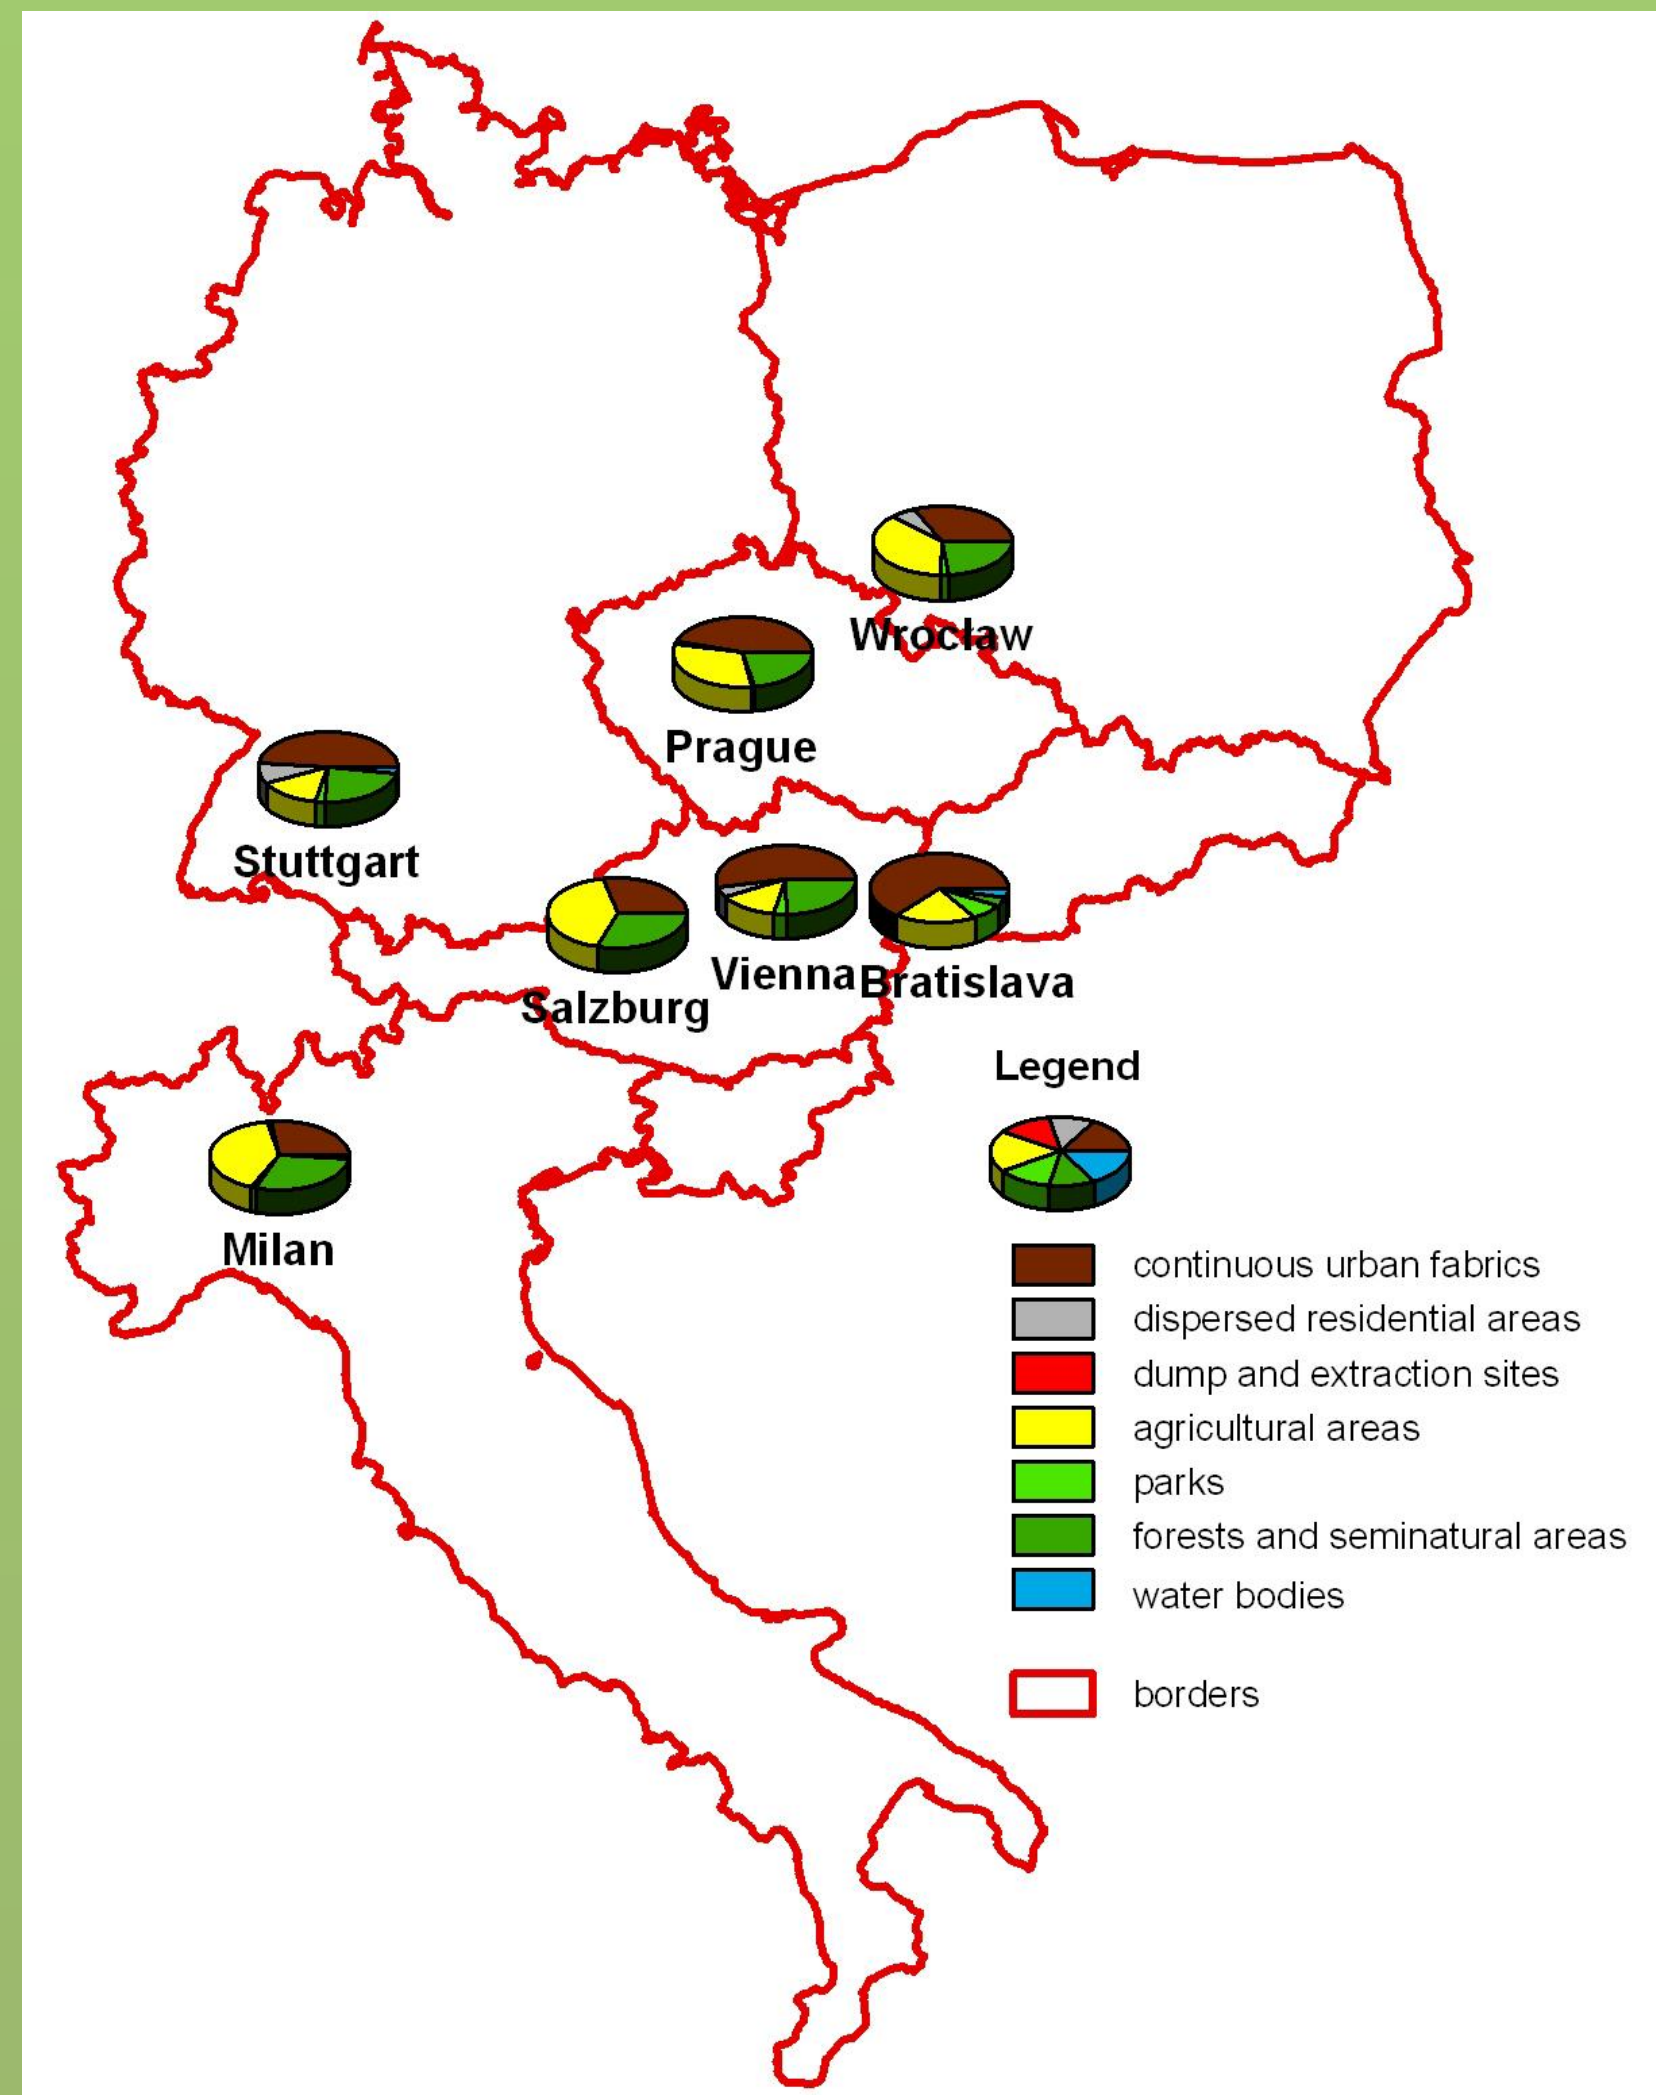 Wrocław
Prague
Stuttgart
Vienna
Bratislava
Salzburg
Milan
Legend
continuous urban fabrics
dispersed residential areas
dump and extraction sites
agricultural areas
parks
forests and seminatural areas
water bodies
borders